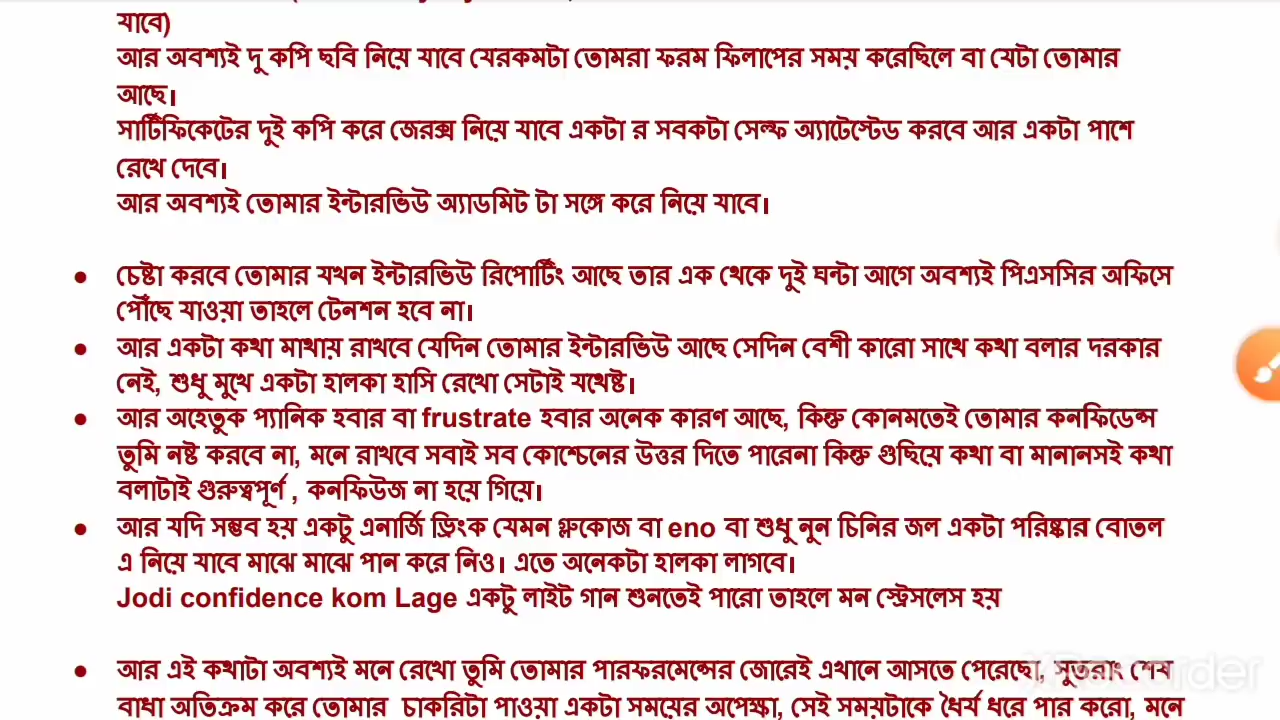 যাবে)
আর অবশ্যই দু কপি ছবি নিয়ে যাবে যেরকমটা তোমরা ফরম ফিলাপের সময় করেছিলে বা যেটা তোমার
আছে।
সার্টিফিকেটের দুই কপি করে জেরক্স নিয়ে যাবে একটা র সবকটা সেল্ফ অ্যাটেস্টেড করবে আর একটা পাশে
রেখে দেবে।
আর অবশ্যই তোমার ইন্টারভিউ অ্যাডমিট টা সঙ্গে করে নিয়ে যাবে।
● চেষ্টা করবে তোমার যখন ইন্টারভিউ রিপোর্টিং আছে তার এক থেকে দুই ঘন্টা আগে অবশ্যই পিএসসির অফিসে
পৌঁছে যাওয়া তাহলে টেনশন হবে না।
● আর একটা কথা মাথায় রাখবে যেদিন তোমার ইন্টারভিউ আছে সেদিন বেশী কারো সাথে কথা বলার দরকার
নেই, শুধু মুখে একটা হালকা হাসি রেখো সেটাই যথেষ্ট।
● আর অহেতুক প্যানিক হবার বা frustrate হবার অনেক কারণ আছে, কিন্তু কোনমতেই তোমার কনফিডেন্স
তুমি নষ্ট করবে না, মনে রাখবে সবাই সব কোশ্চেনের উত্তর দিতে পারেনা কিন্তু গুছিয়ে কথা বা মানানসই কথা
বলাটাই গুরুত্বপূর্ণ , কনফিউজ না হয়ে গিয়ে।
● আর যদি সম্ভব হয় একটু এনার্জি ড্রিংক যেমন গ্লুকোজ বা eno বা শুধু নুন চিনির জল একটা পরিষ্কার বোতল
এ নিয়ে যাবে মাঝে মাঝে পান করে নিও। এতে অনেকটা হালকা লাগবে।
Jodi confidence kom Lage একটু লাইট গান শুনতেই পারো তাহলে মন স্ট্রেসলেস হয়
● আর এই কথাটা অবশ্যই মনে রেখো তুমি তোমার পারফরমেন্সের জোরেই এখানে আসতে পেরেছো, সুতরাং শেষ
বাধা অতিক্রম করে তোমার চাকরিটা পাওয়া একটা সময়ের অপেক্ষা, সেই সময়টাকে ধৈর্য ধরে পার করো, মনে